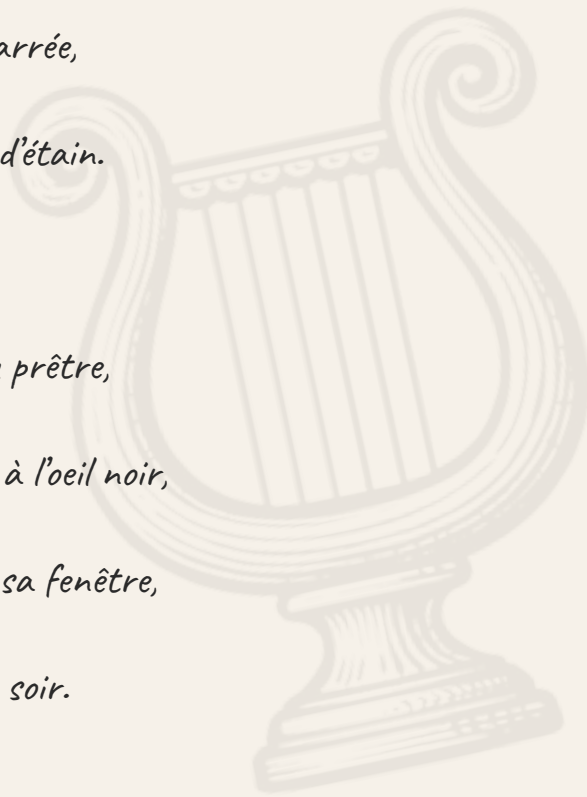 arrée,
d'étain.
prêtre,
à l'oeil noir,
sa fenêtre,
soir.